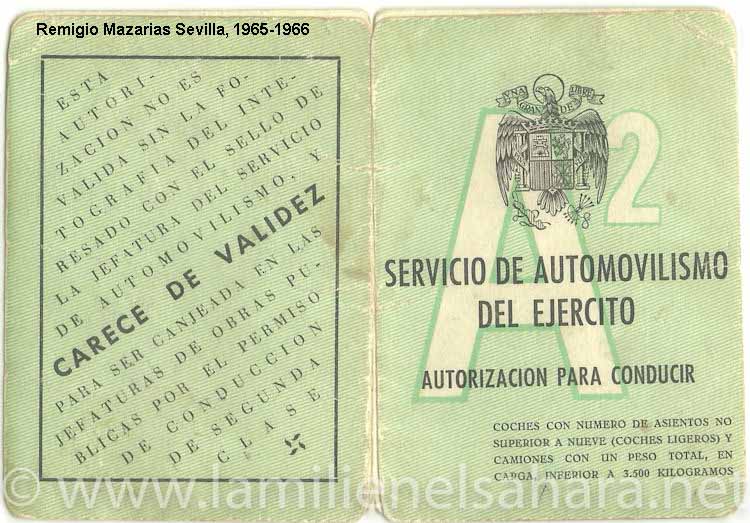 Remigio Mazarias Sevilla, 1965-1966
ESTA
AUTORI-
ZACION NO ES
VALIDA SIN LA FO-
TOGRAFIA DEL INTE-
RESADO CON EL SELLO DE
LA JEFATURA DEL SERVICIO
DE AUTOMOVILISMO, Y
CARECE DE VALIDEZ
PARA SER CANJEADA EN LAS
JEFATURAS DE OBRAS PU-
BLICAS POR EL PERMISO
DE CONDUCCION
DE SEGUNDA
CLASE
UNA GRANDE LIBRE
A2
SERVICIO DE AUTOMOVILISMO
DEL EJERCITO
AUTORIZACION PARA CONDUCIR
COCHES CON NUMERO DE ASIENTOS NO
SUPERIOR A NUEVE (COCHES LIGEROS) Y
CAMIONES CON UN PESO TOTAL, EN
CARGA, INFERIOR A 3.500 KILOGRAMOS
© www.lamilienelsahara.net